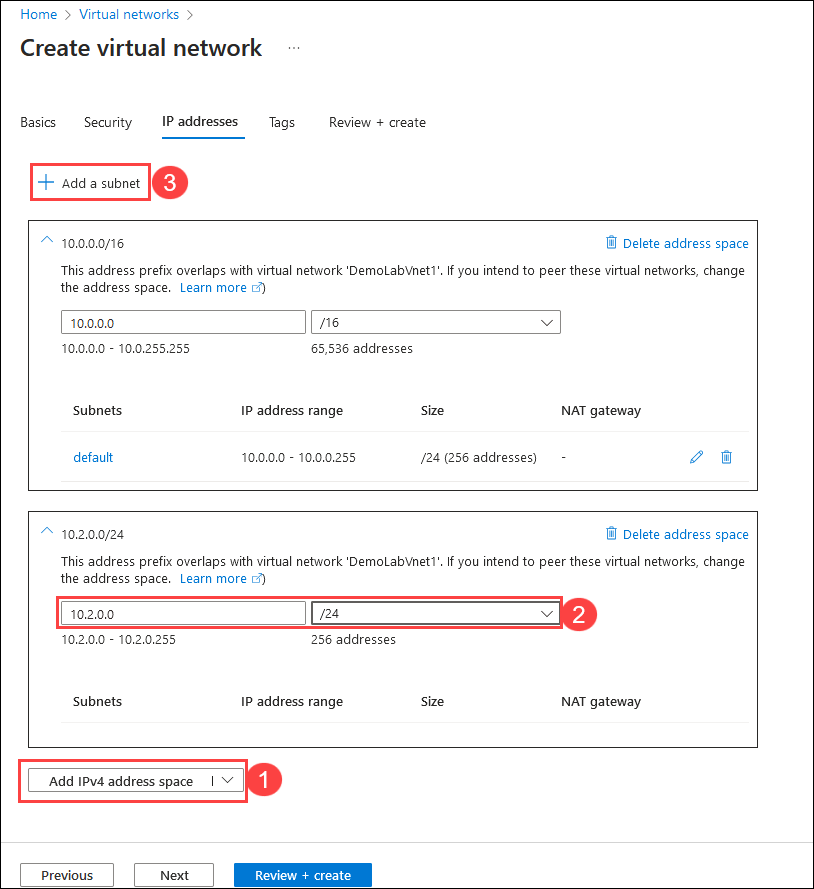 Home > Virtual networks >
Create virtual network ...
Basics Security IP addresses Tags Review + create
+ Add a subnet 3
10.0.0.0/16 Delete address space
This address prefix overlaps with virtual network 'DemoLabVnet1'. If you intend to peer these virtual networks, change
the address space. Learn more )
10.0.0.0 /16
10.0.0.0 - 10.0.255.255 65,536 addresses
Subnets IP address range Size NAT gateway
default 10.0.0.0 - 10.0.0.255 /24 (256 addresses) -
10.2.0.0/24 Delete address space
This address prefix overlaps with virtual network 'DemoLabVnet1'. If you intend to peer these virtual networks, change
the address space. Learn more )
10.2.0.0 /24 2
10.2.0.0 - 10.2.0.255 256 addresses
Subnets IP address range Size NAT gateway
Add IPv4 address space | 1
Previous Next Review + create